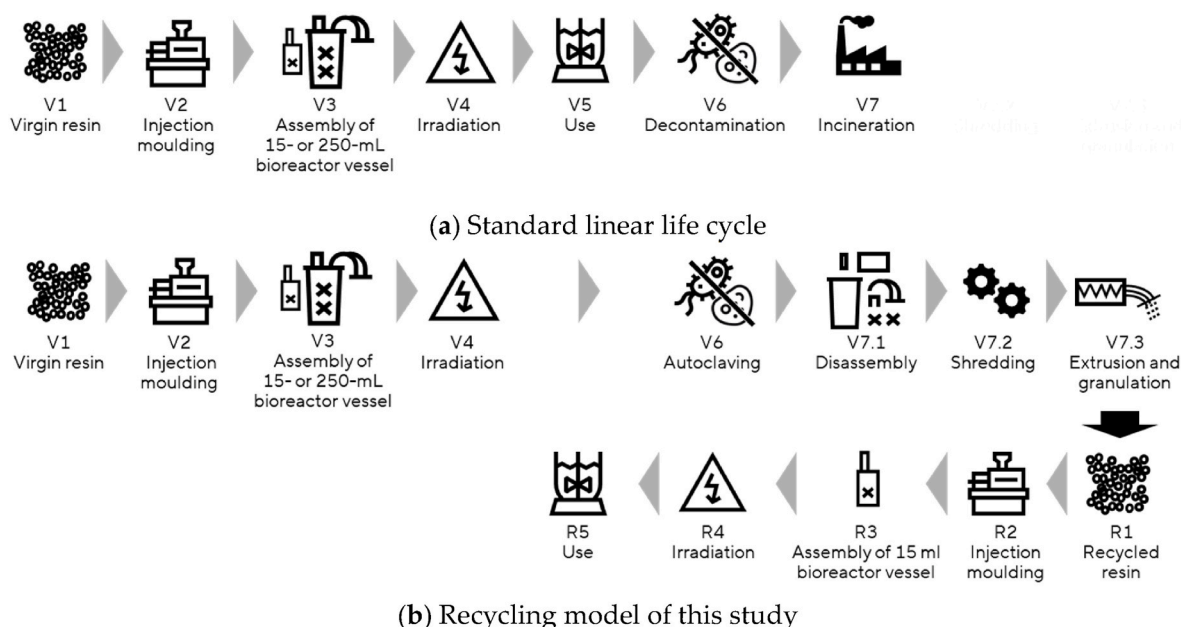 V1 V2 V3 V4 V5 V6 V7
Virgin resin Injection Assembly of Irradiation Use Decontamination Incineration
moulding 15- or 250-mL
bioreactor vessel
(a) Standard linear life cycle
V1 V2 V3 V4 V6 V7.1 V7.2 V7.3
Virgin resin Injection Assembly of Irradiation Autoclaving Disassembly Shredding Extrusion and
moulding 15- or 250-mL granulation
bioreactor vessel
R5 R4 R3 R2 R1
Use Irradiation Assembly of 15 ml Injection Recycled
bioreactor vessel moulding resin
(b) Recycling model of this study